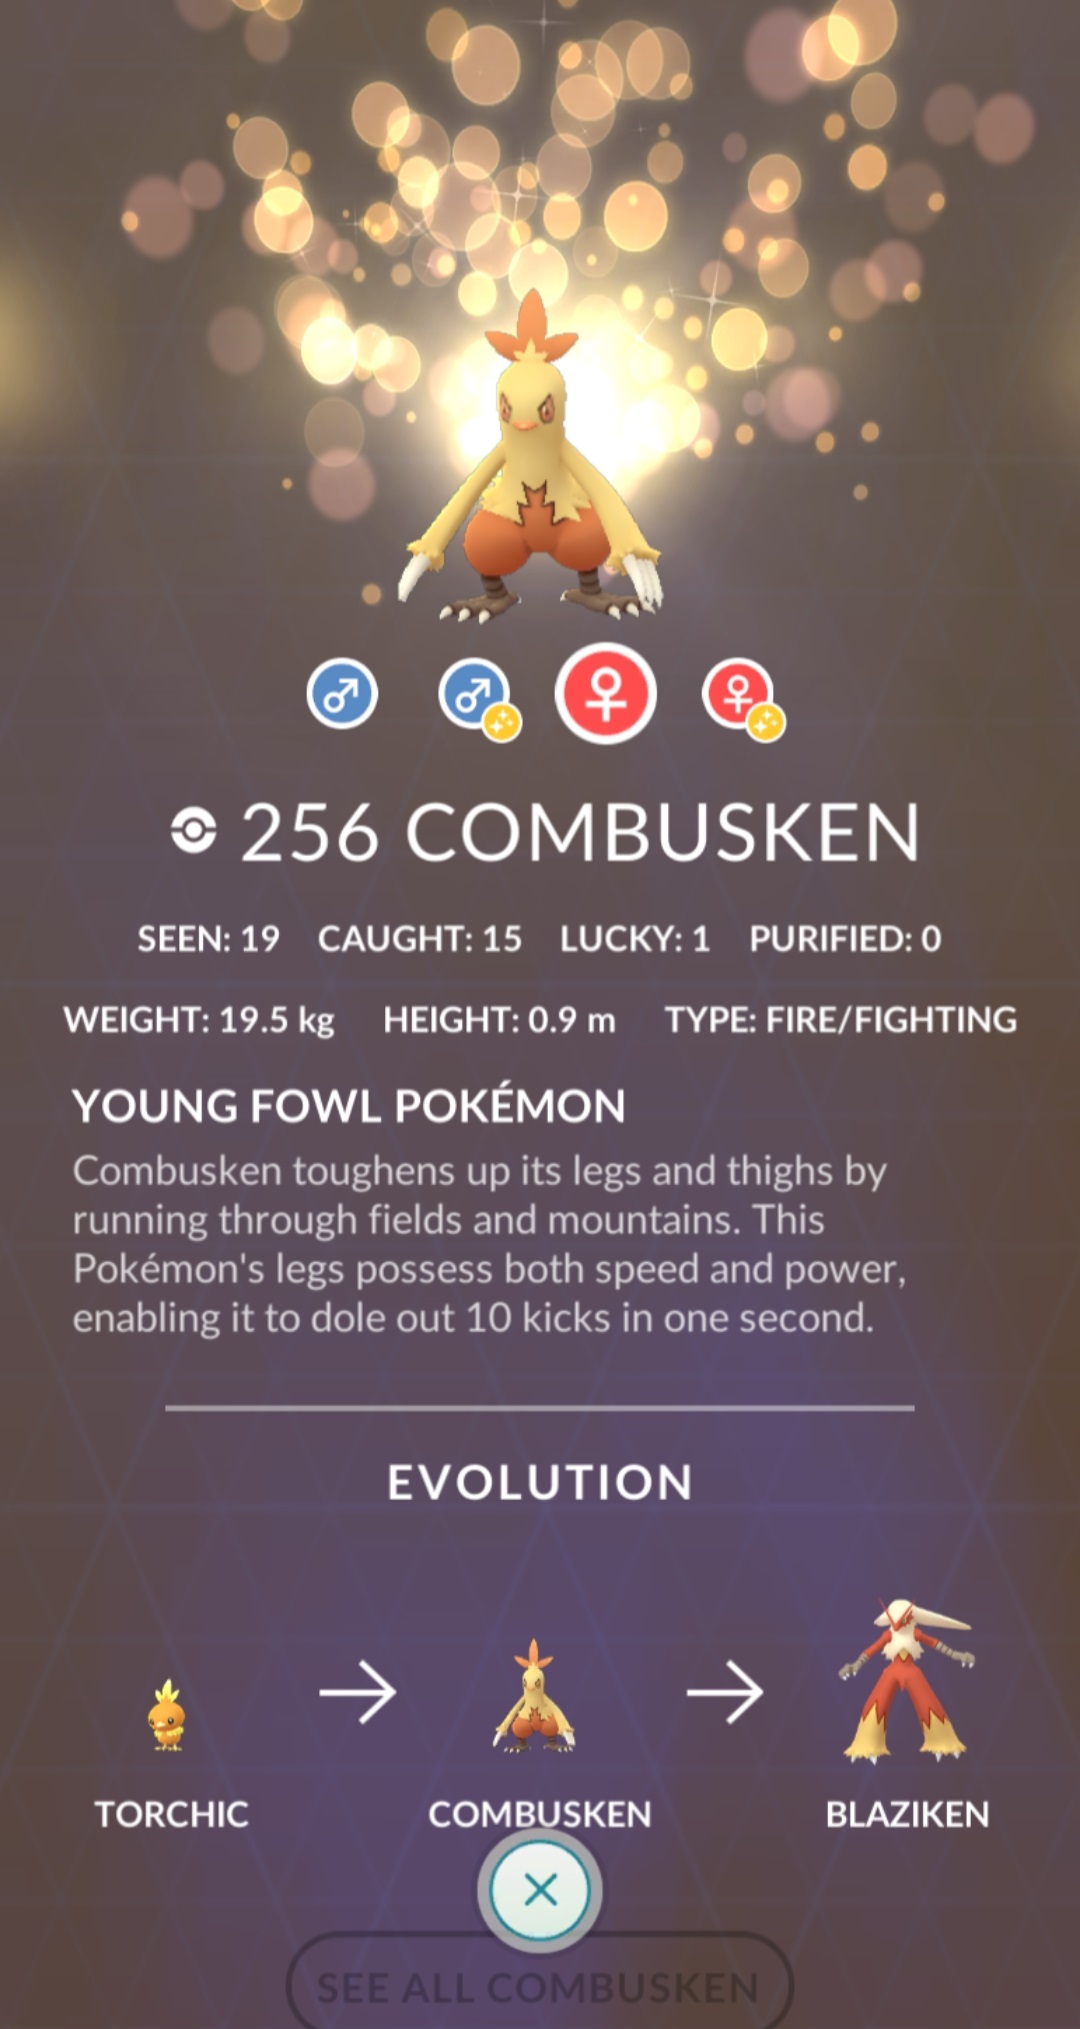 256 COMBUSKEN
SEEN: 19 CAUGHT: 15 LUCKY: 1 PURIFIED: 0
WEIGHT: 19.5 kg HEIGHT: 0.9 m TYPE: FIRE/FIGHTING
YOUNG FOWL POKÉMON
Combusken toughens up its legs and thighs by
running through fields and mountains. This
Pokémon's legs possess both speed and power,
enabling it to dole out 10 kicks in one second.
EVOLUTION
TORCHIC COMBUSKEN BLAZIKEN
SEE ALL COMBUSKEN